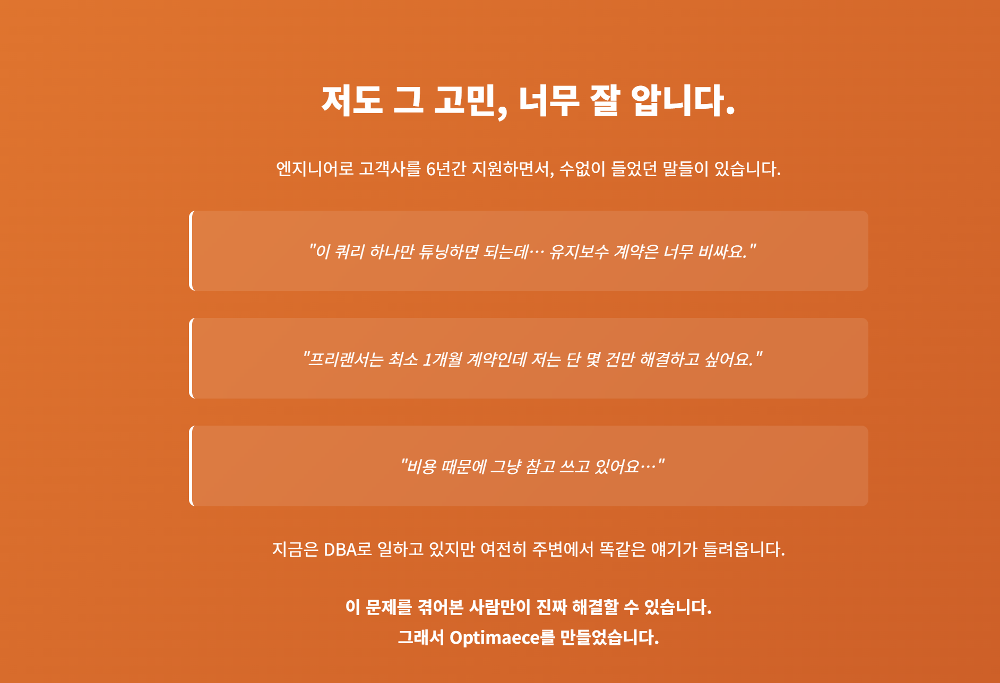 저도 그 고민, 너무 잘 압니다.
엔지니어로 고객사를 6년간 지원하면서, 수없이 들었던 말들이 있습니다.
"이 쿼리 하나만 튜닝하면 되는데… 유지보수 계약은 너무 비싸요."
"프리랜서는 최소 1개월 계약인데 저는 단 몇 건만 해결하고 싶어요."
"비용 때문에 그냥 참고 쓰고 있어요…"
지금은 DBA로 일하고 있지만 여전히 주변에서 똑같은 얘기가 들려옵니다.
이 문제를 겪어본 사람만이 진짜 해결할 수 있습니다.
그래서 Optimaece를 만들었습니다.